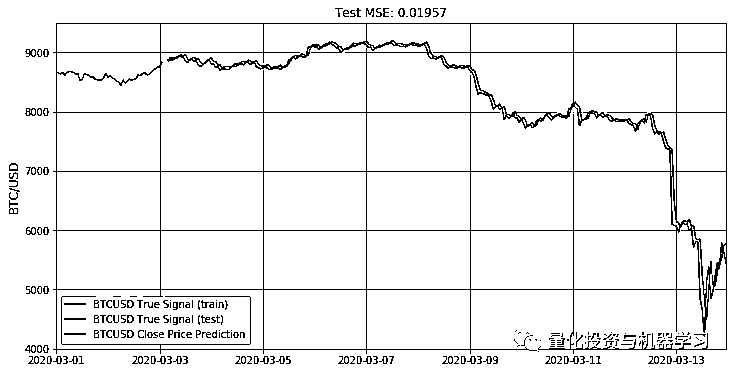 Test MSE: 0.01957
BTC/USD
9000
8000
7000
6000
5000
4000
BTCUSD True Signal (train)
BTCUSD True Signal (test)
BTCUSD Close Price Prediction
量化投资与机器学习
2020-03-01
2020-03-03
2020-03-05
2020-03-07
2020-03-09
2020-03-11
2020-03-13